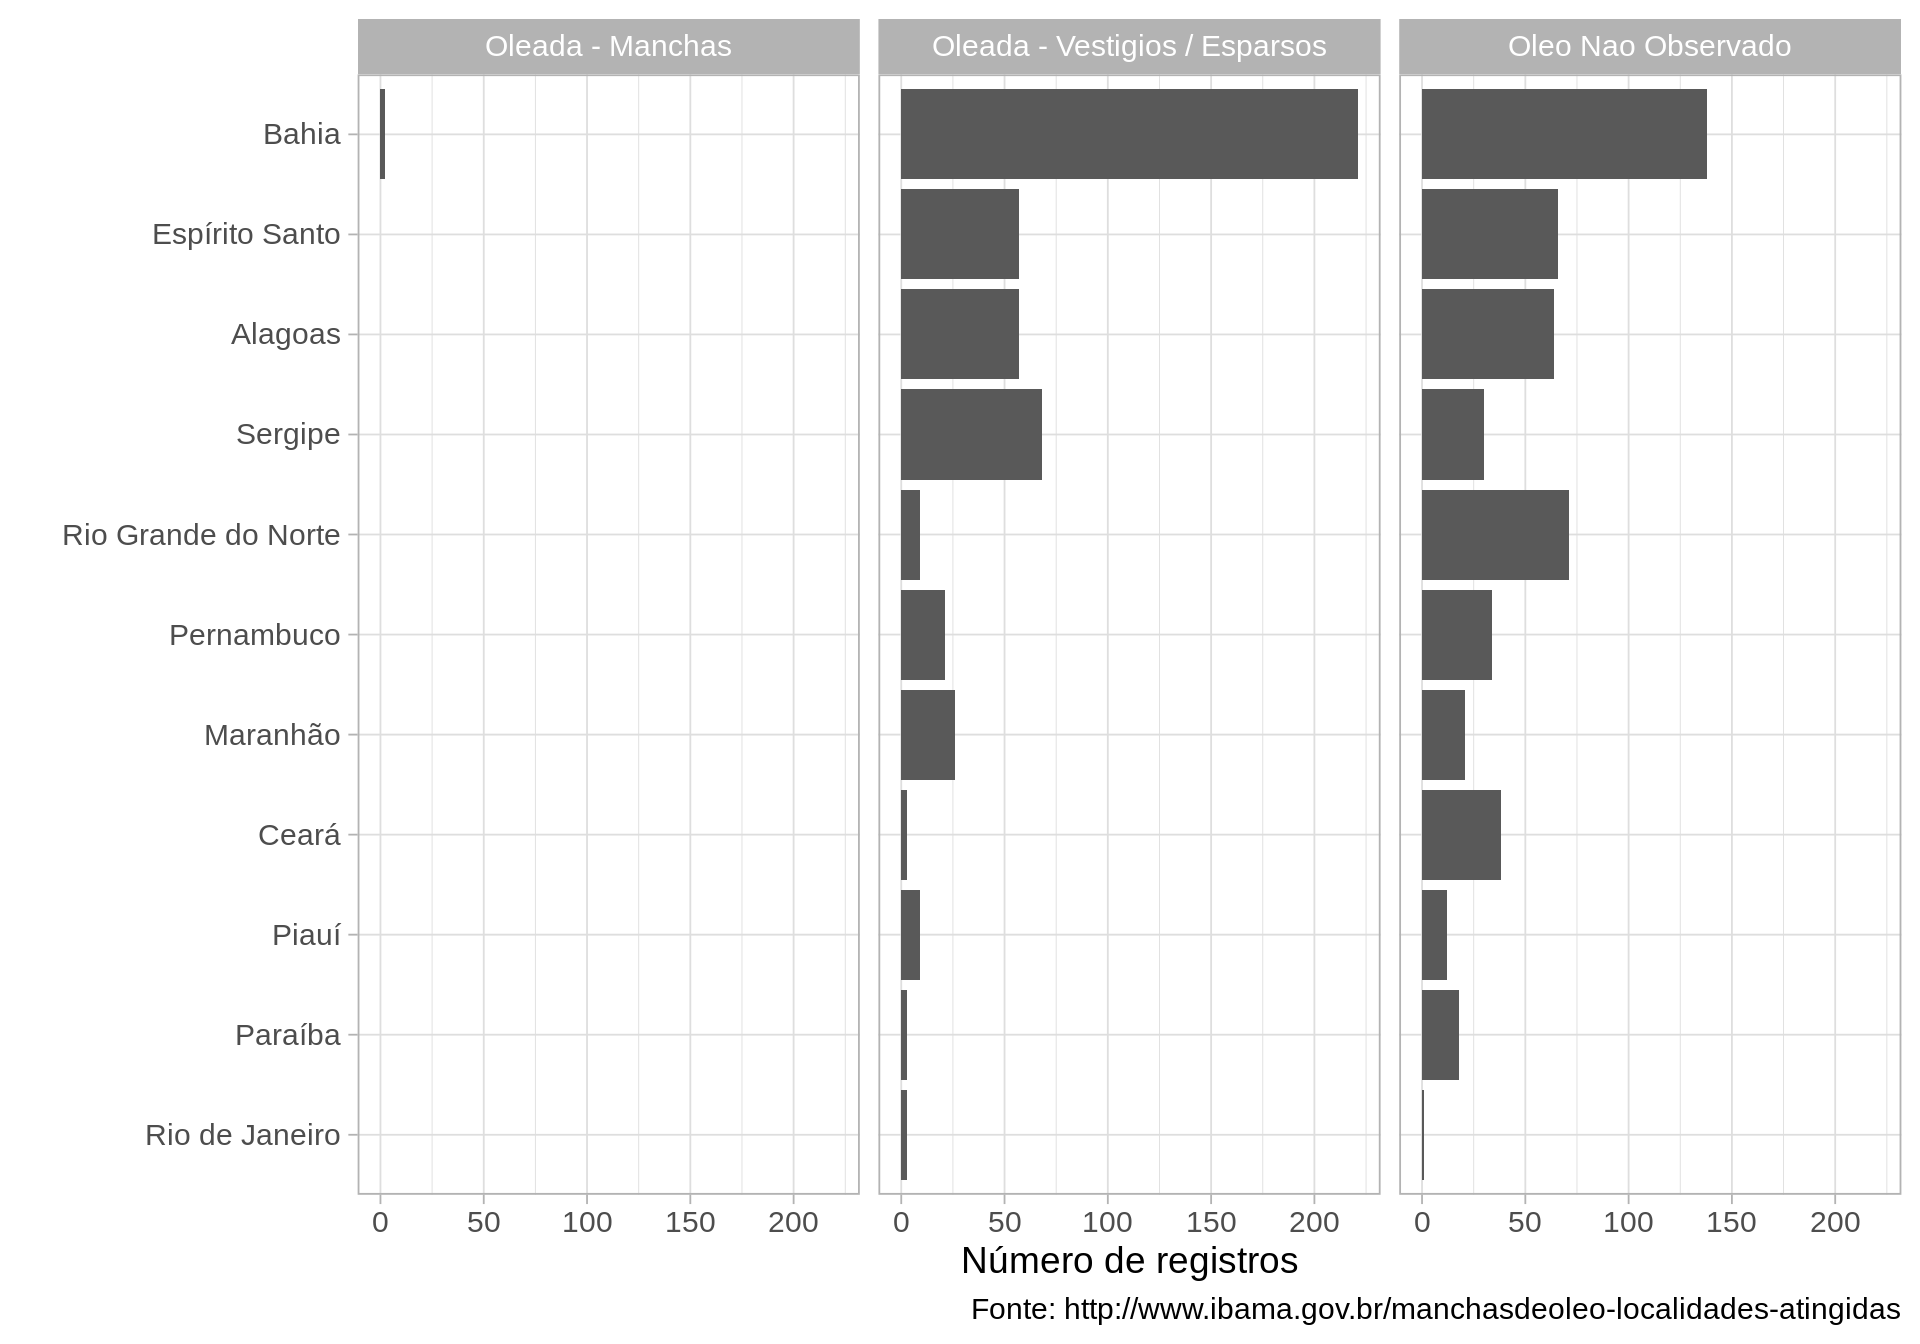 Oleada - Manchas
Oleada - Vestigios / Esparsos
Oleo Nao Observado
Bahia
Espírito Santo
Alagoas
Sergipe
Rio Grande do Norte
Pernambuco
Maranhão
Ceará
Piauí
Paraíba
Rio de Janeiro
0 50 100 150 200
0 50 100 150 200
0 50 100 150 200
Número de registros
Fonte: http://www.ibama.gov.br/manchasdeoleo-localidades-atingidas